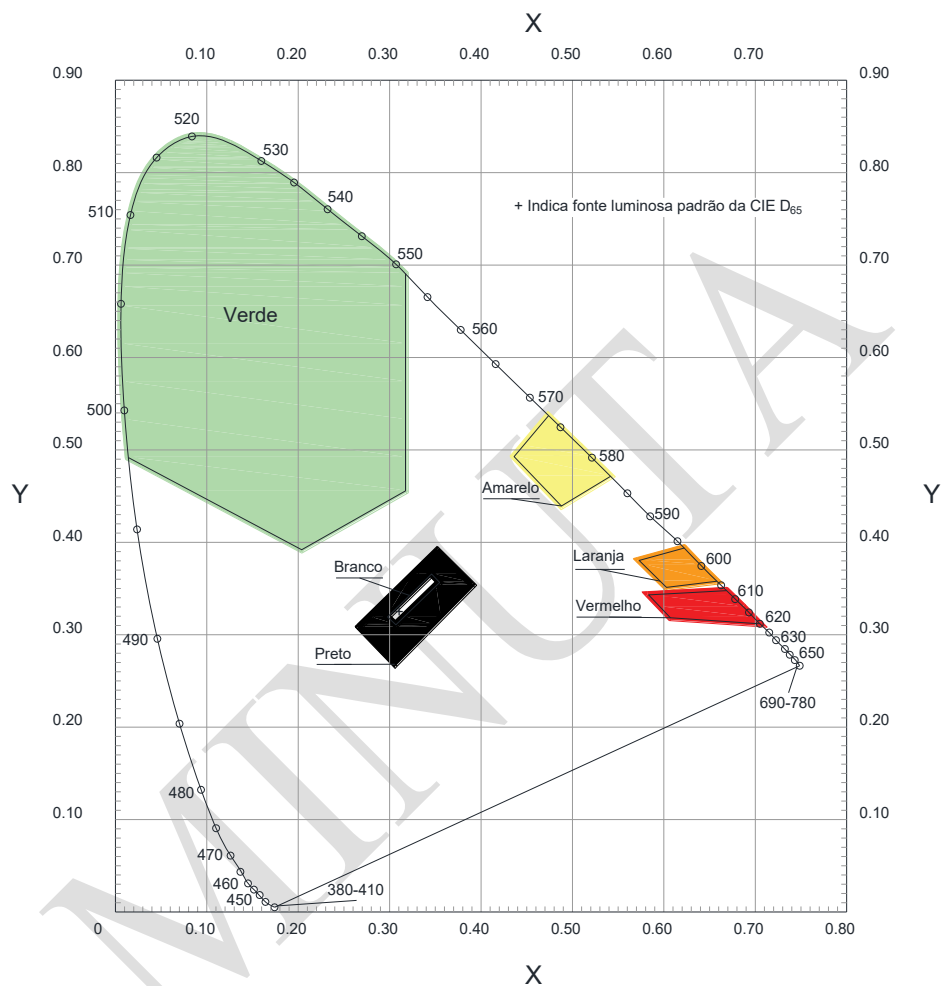 X
0.10 0.20 0.30 0.40 0.50 0.60 0.70
0.90 0.90
520
530
0.80 0.80
540
510
+ Indica fonte luminosa padrão da CIE D65
550
0.70 0.70
Verde
560
0.60 0.60
570
500
0.50 0.50
580
Y Y
Amarelo
590
0.40 0.40
Laranja
600
Branco
610
Vermelho
620
0.30 0.30
630
490
650
Preto
690-780
0.20 0.20
480
0.10 0.10
470
460
380-410
450
0 0.10 0.20 0.30 0.40 0.50 0.60 0.70 0.80
X
MINUTA